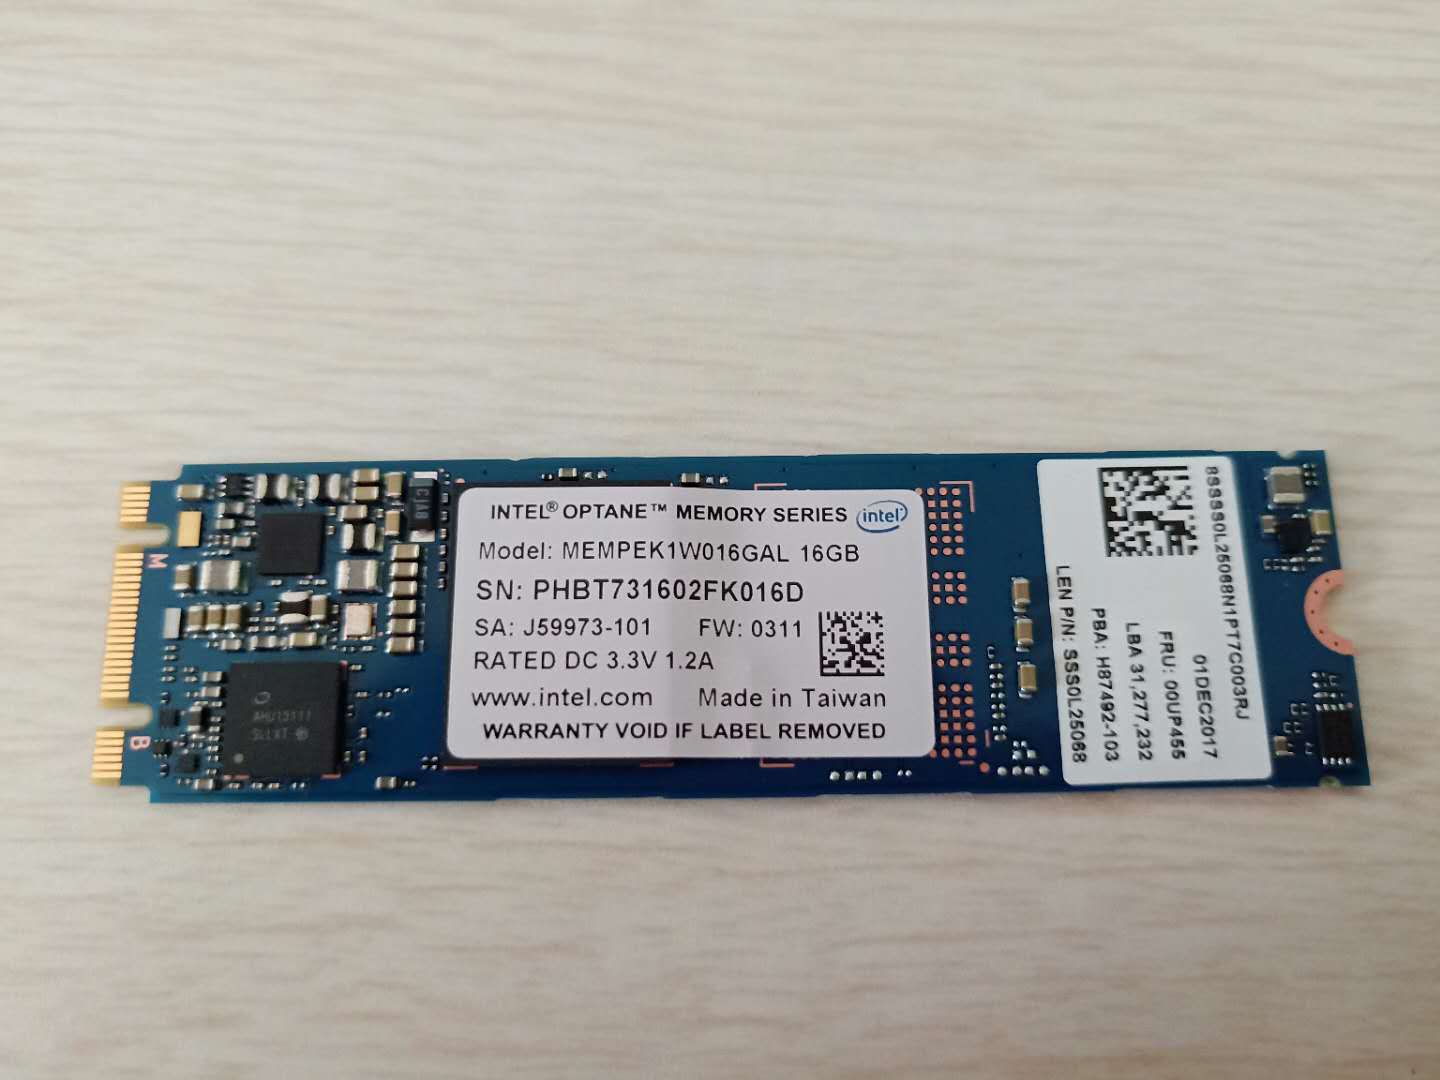 INTEL® OPTANE™ MEMORY SERIES
intel
Model: MEMPEK1W016GAL 16GB
SN: PHBT731602FK016D
SA: J59973-101 FW: 0311
RATED DC 3.3V 1.2A
www.intel.com Made in Taiwan
WARRANTY VOID IF LABEL REMOVED
8SSSS0L25068N1PT7C003RJ
01DEC2017
FRU: 00UP455
LBA 31,277,232
PBA: H87492-103
LEN P/N: SSS0L25068
M
B